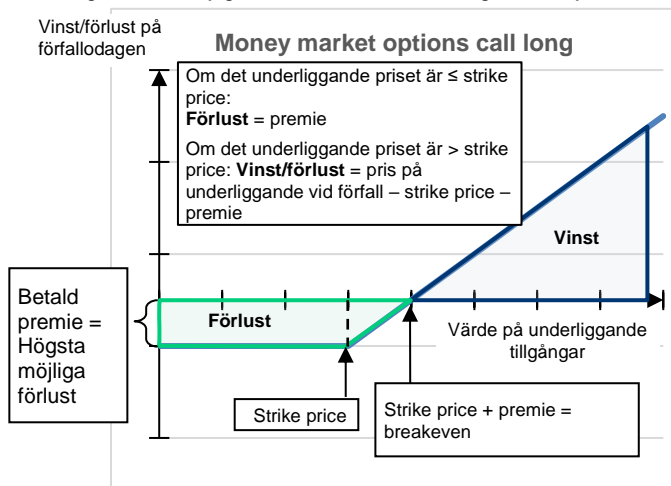 Vinst/förlust på
förfallodagen
Money market options call long
Om det underliggande priset är ≤ strike
price:
Förlust = premie
Om det underliggande priset är > strike
price: Vinst/förlust = pris på
underliggande vid förfall – strike price –
premie
Vinst
Betald
premie =
Högsta
möjliga
förlust
Förlust
Värde på underliggande
tillgångar
Strike price
Strike price + premie =
breakeven